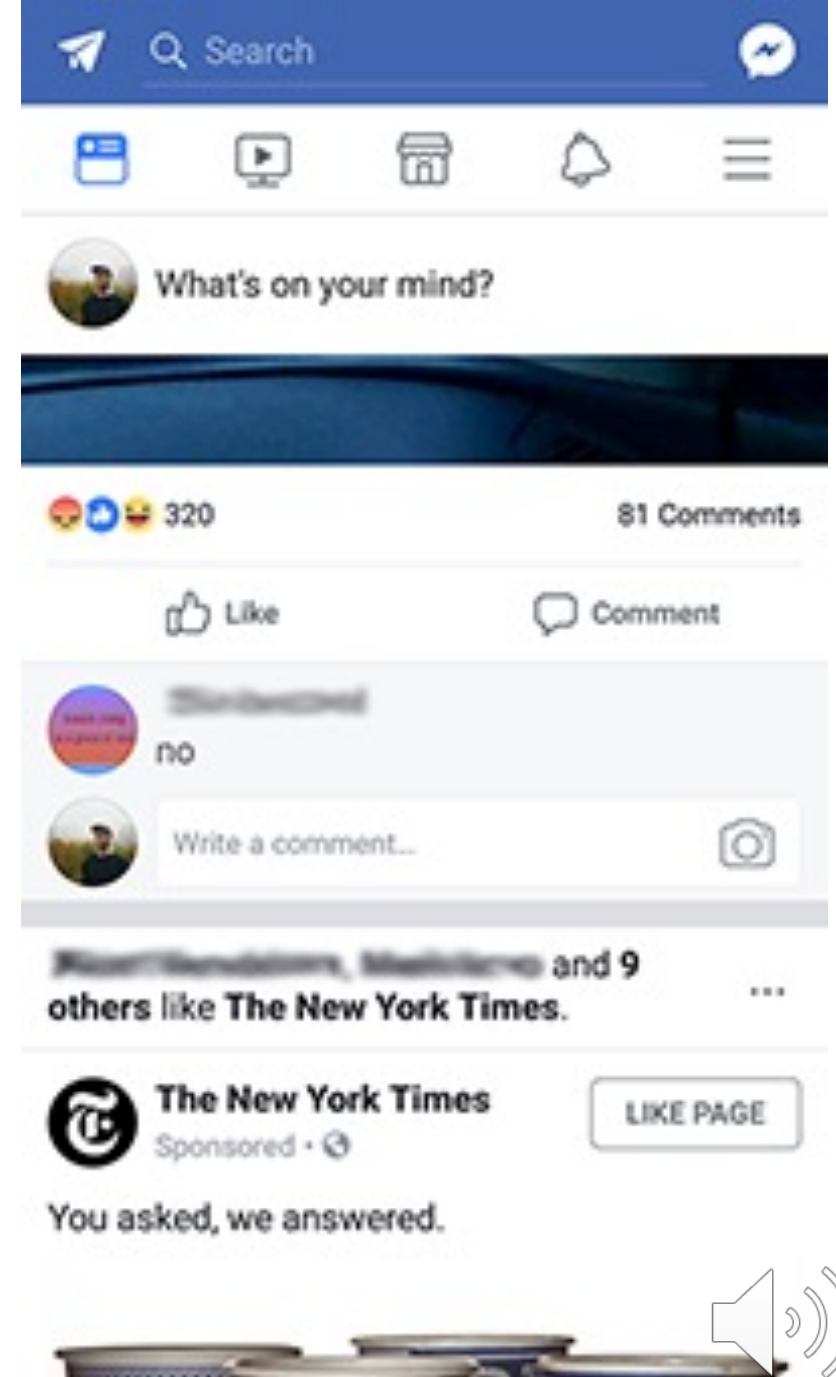 Search
What's on your mind?
320 81 Comments
Like Comment
no
Write a comment...
and 9
others like The New York Times.
The New York Times LIKE PAGE
Sponsored •
You asked, we answered.